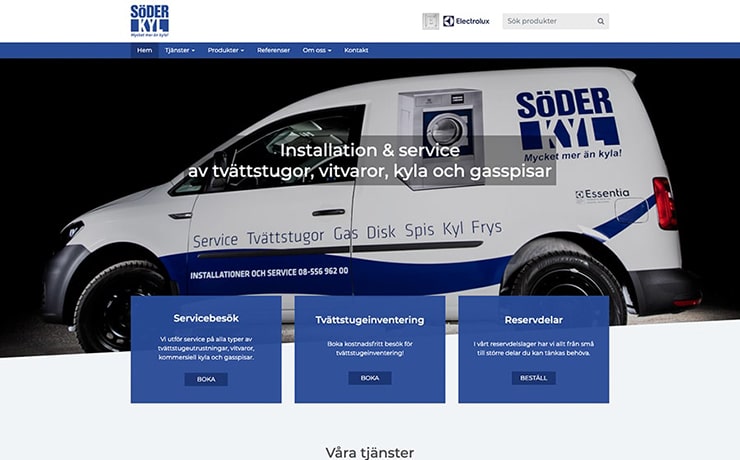 SÖDER
KYL
Mycket mer än kyla!
Electrolux
Sök produkter
Hem
Tjänster
Produkter
Referenser
Om oss
Kontakt
SÖDER
KYL
Mycket mer än kyla!
Installation & service
av tvättstugor, vitvaror, kyla och gasspisar
Essentia
Service Tvättstugor Gas Disk Spis Kyl Frys
INSTALLATIONER OCH SERVICE 08-556 962 00
Servicebesök
Vi utför service på alla typer av
tvättstugeutrustningar, vitvaror,
kommersiell kyla och gasspisar.
BOKA
Tvättstugeinventering
Boka kostnadsfritt besök för
tvättstugeinventering!
BOKA
Reservdelar
I vårt reservdelslager har vi allt från små
till större delar du kan tänkas behöva.
BESTÄLL
Våra tjänster